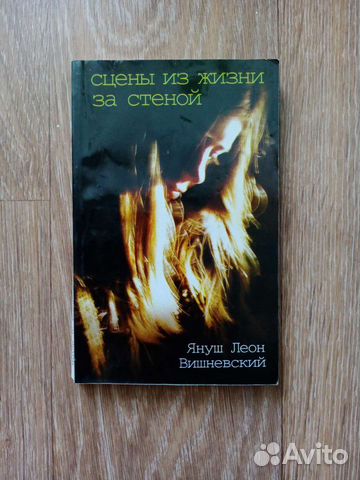 сцены из жизни
за стеной
Януш Леон
Вишневский
Avito